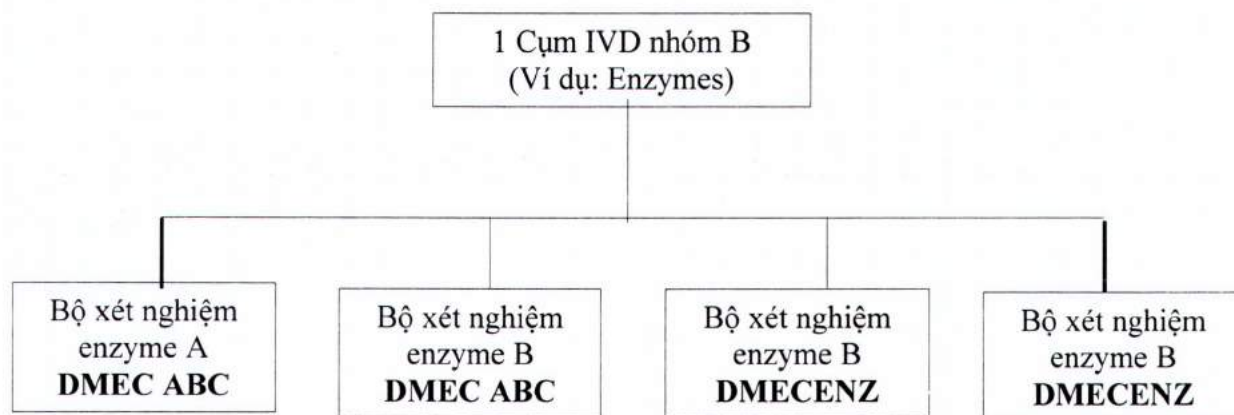 1 Cụm IVD nhóm B
(Ví dụ: Enzymes)
Bộ xét nghiệm
enzyme A
DMEC ABC
Bộ xét nghiệm
enzyme B
DMEC ABC
Bộ xét nghiệm
enzyme B
DMECENZ
Bộ xét nghiệm
enzyme B
DMECENZ